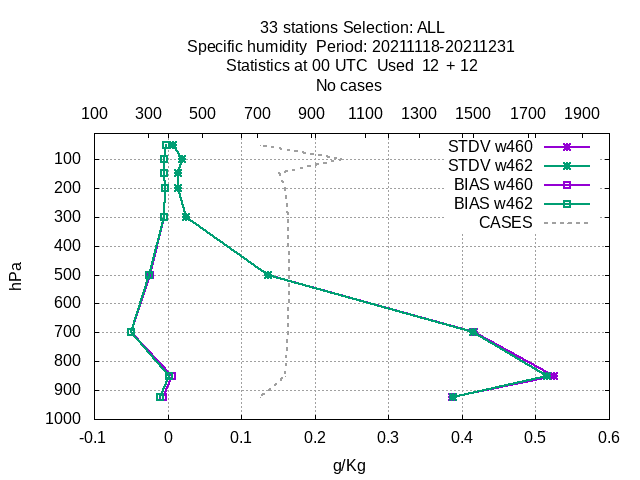 33 stations Selection: ALL
Specific humidity  Period: 20211118-20211231
Statistics at 00 UTC  Used  12  + 12
No cases
100 300 500 700 900 1100 1300 1500 1700 1900
STDV w460
STDV w462
BIAS w460
BIAS w462
CASES
100
200
300
400
500
600
700
800
900
1000
hPa
-0.1 0 0.1 0.2 0.3 0.4 0.5 0.6
g/Kg